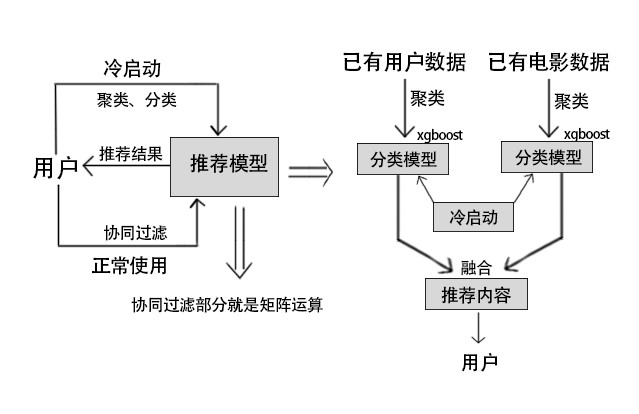 冷启动
聚类、分类
用户
推荐结果
推荐模型
协同过滤
正常使用
协同过滤部分就是矩阵运算
已有用户数据
已有电影数据
聚类
聚类
xgboost
xgboost
分类模型
分类模型
冷启动
融合
推荐内容
用户